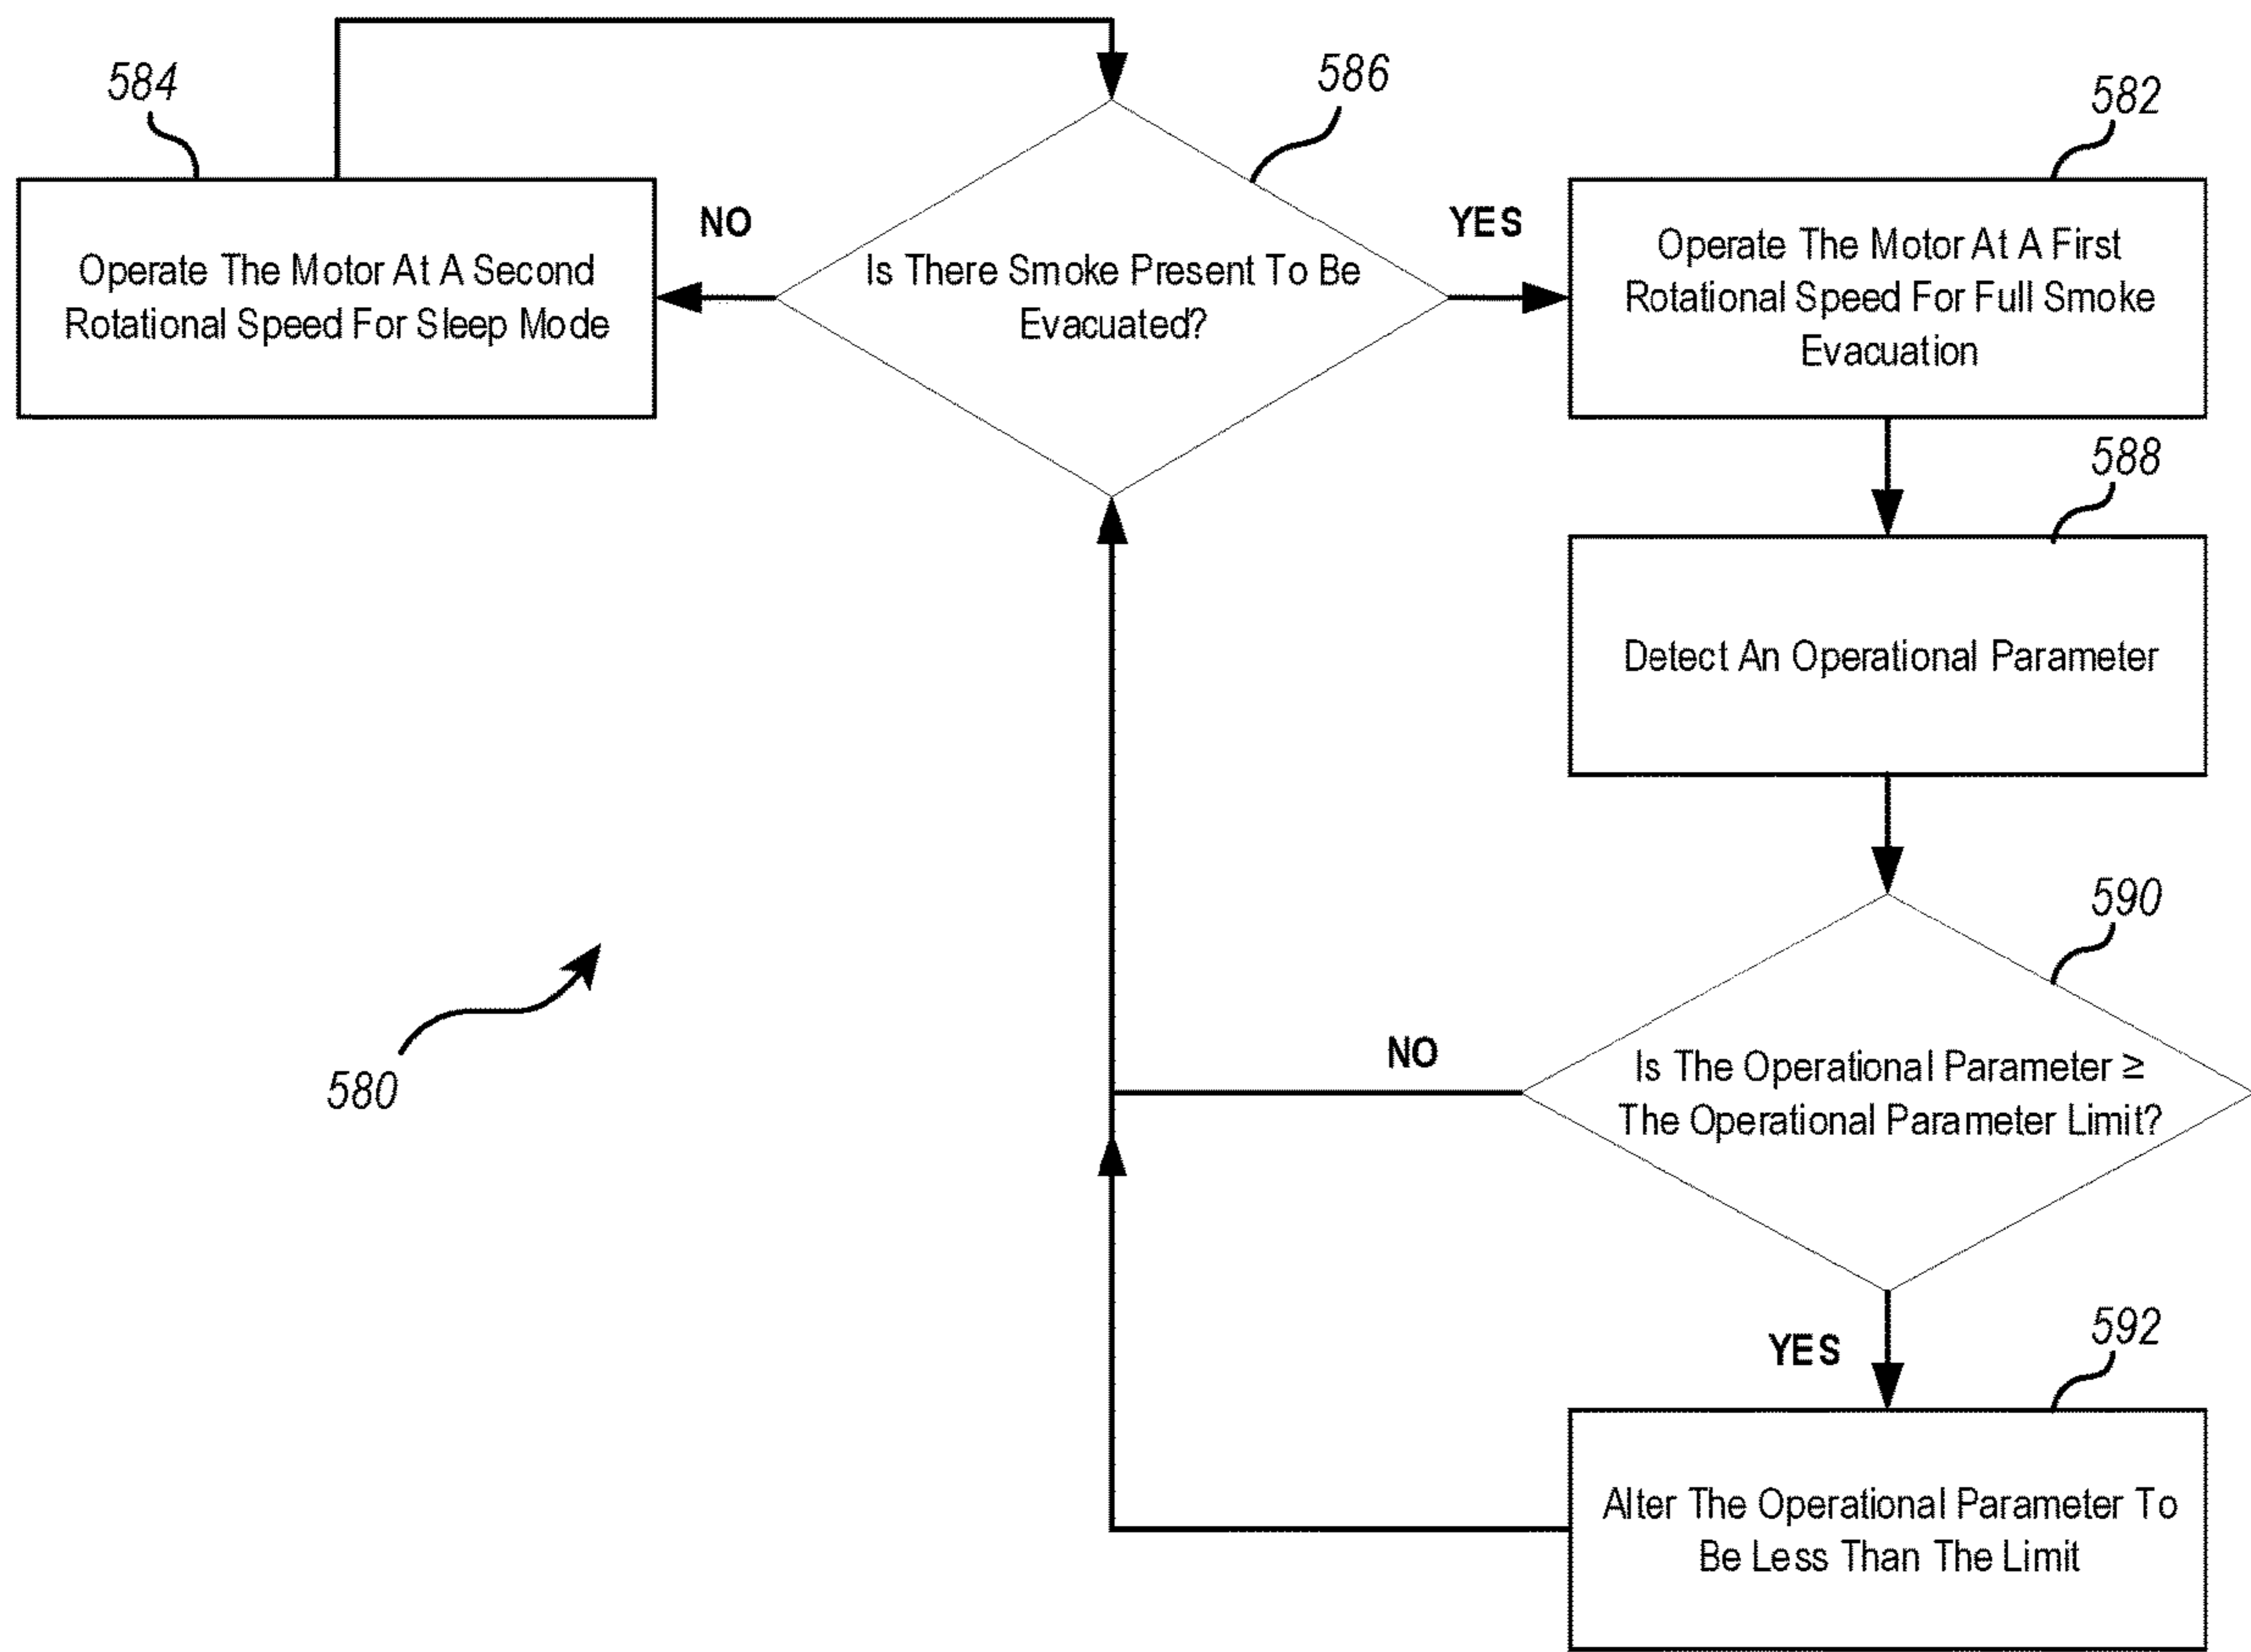 584
586
582
NO
YES
Operate The Motor At A Second
Rotational Speed For Sleep Mode
Is There Smoke Present To Be
Evacuated?
Operate The Motor At A First
Rotational Speed For Full Smoke
Evacuation
588
Detect An Operational Parameter
590
580
NO
Is The Operational Parameter ≥
The Operational Parameter Limit?
YES
592
Alter The Operational Parameter To
Be Less Than The Limit